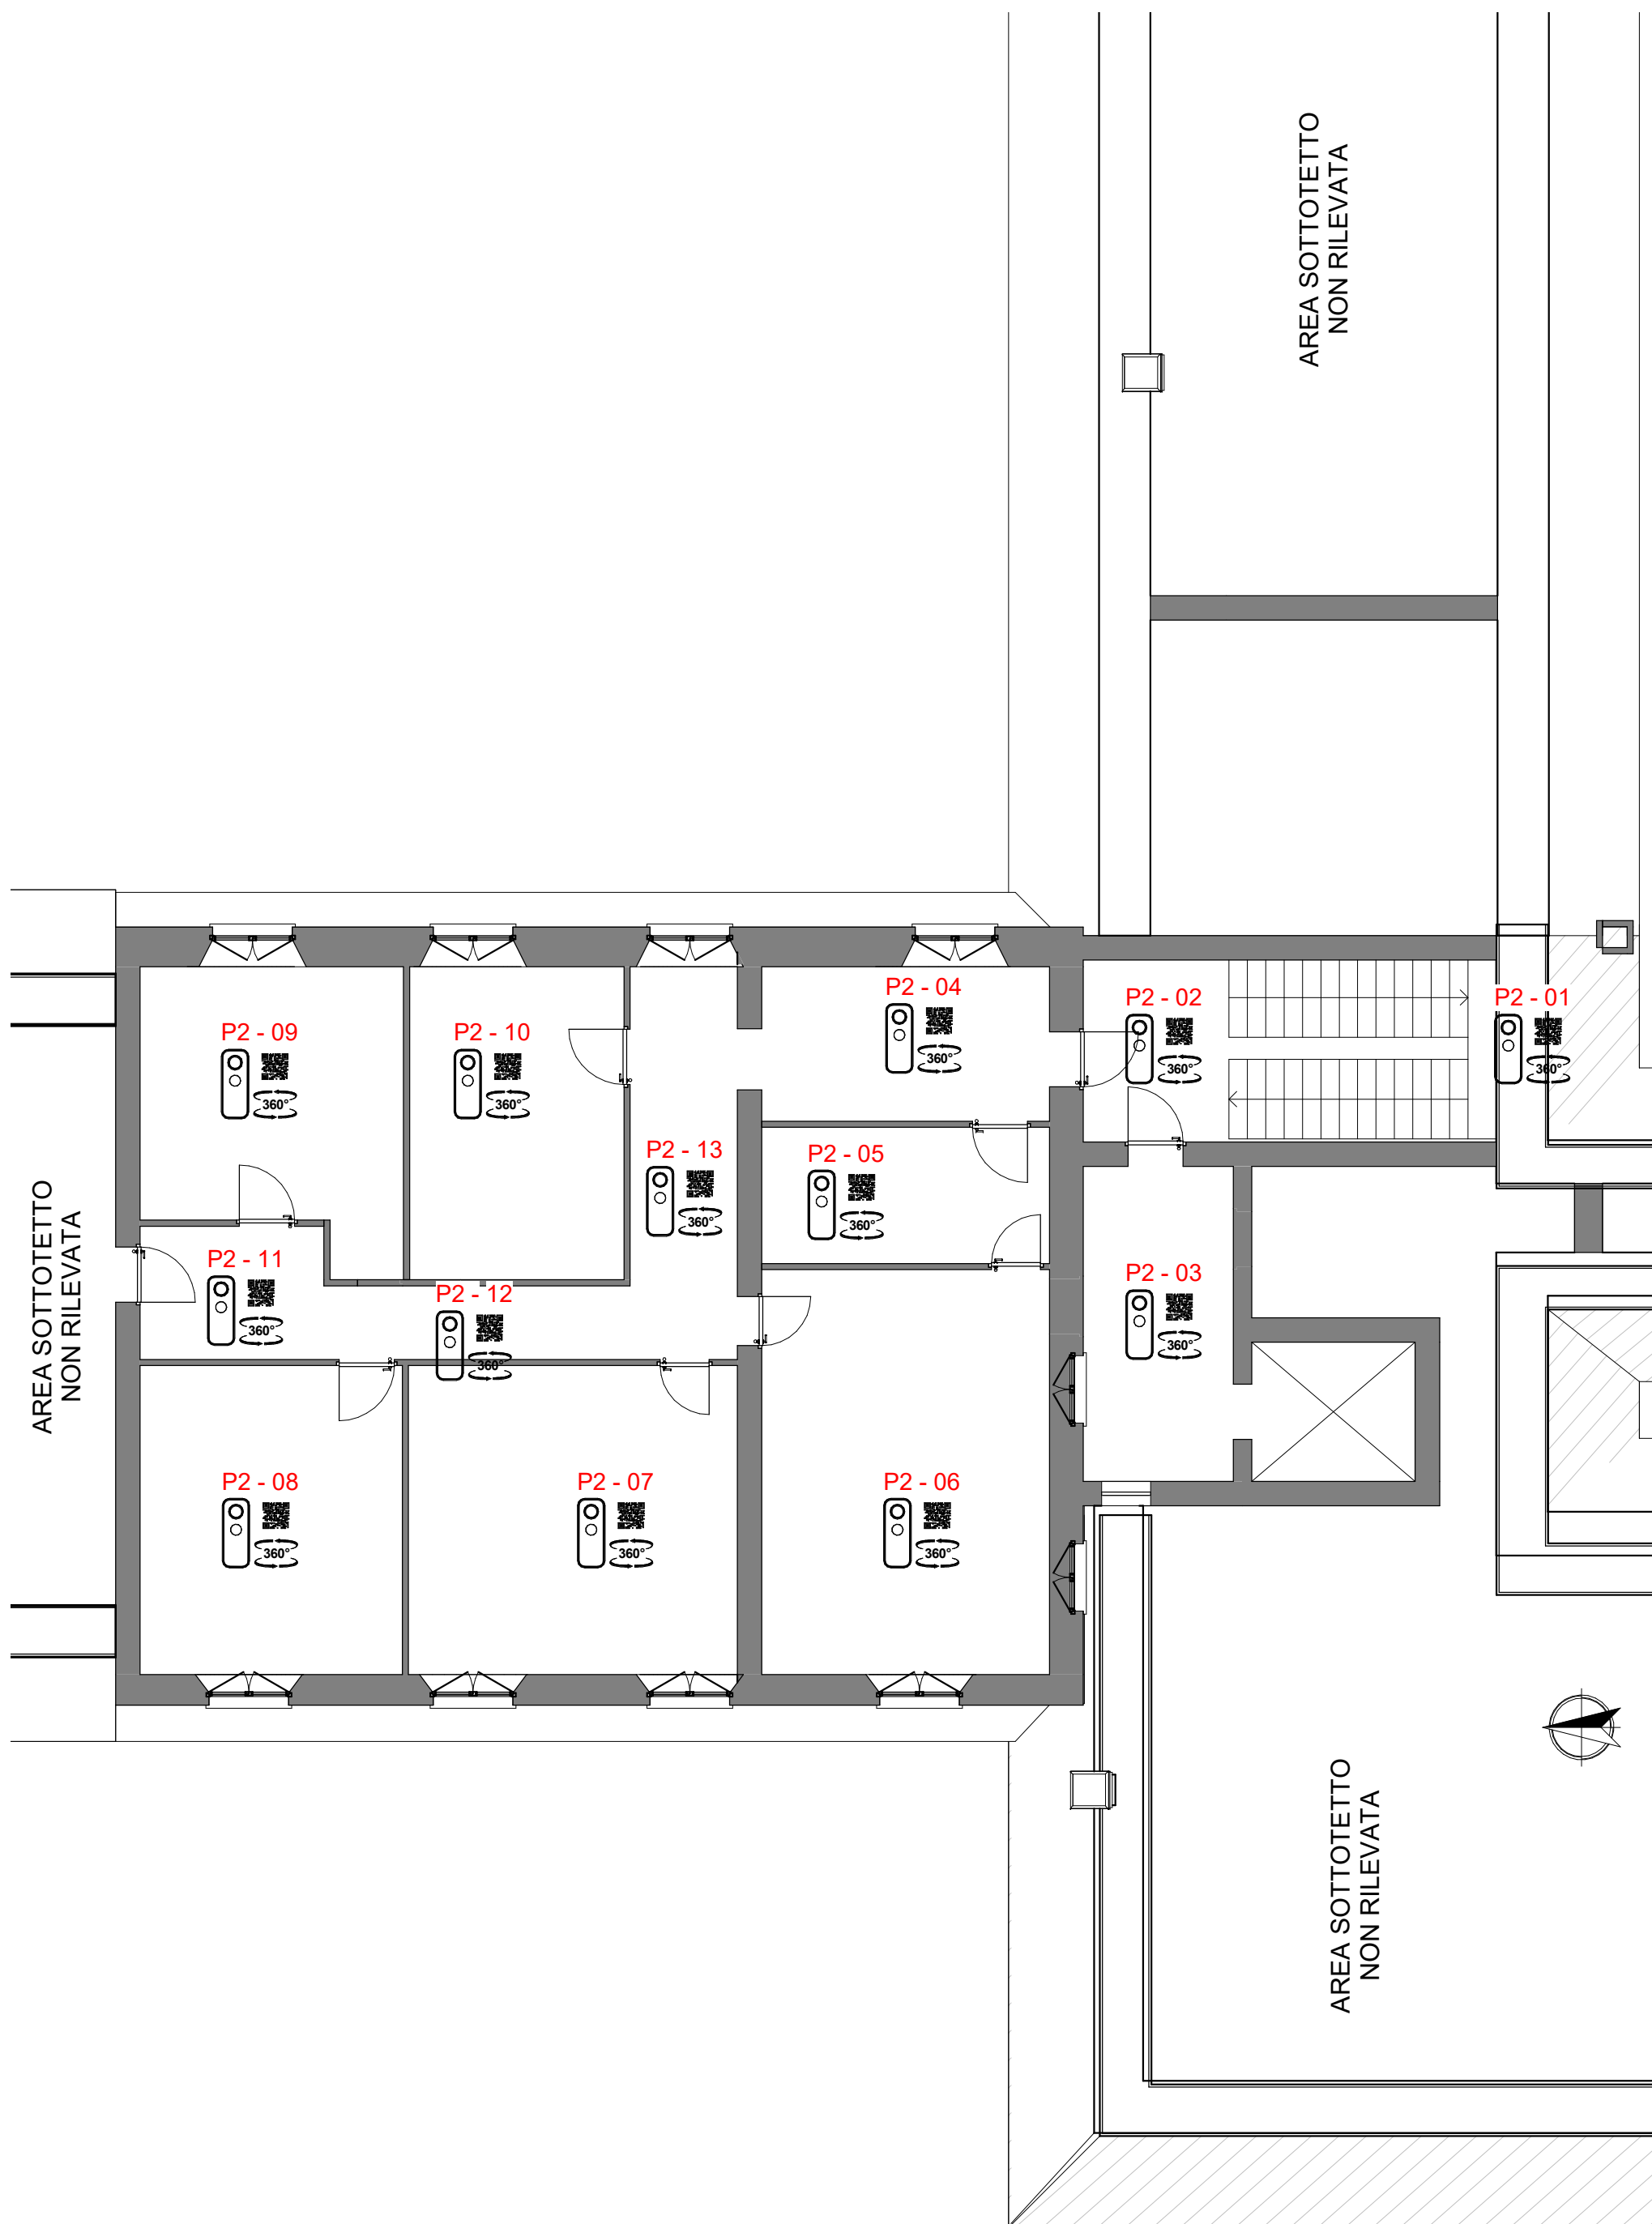 AREA SOTTOTETTO
NON RILEVATA
P2 - 04
360°
P2 - 02
360°
P2 - 01
360°
P2 - 09
360°
P2 - 10
360°
P2 - 13
360°
P2 - 05
360°
P2 - 11
360°
P2 - 12
360°
P2 - 03
360°
AREA SOTTOTETTO
NON RILEVATA
P2 - 08
360°
P2 - 07
360°
P2 - 06
360°
AREA SOTTOTETTO
NON RILEVATA